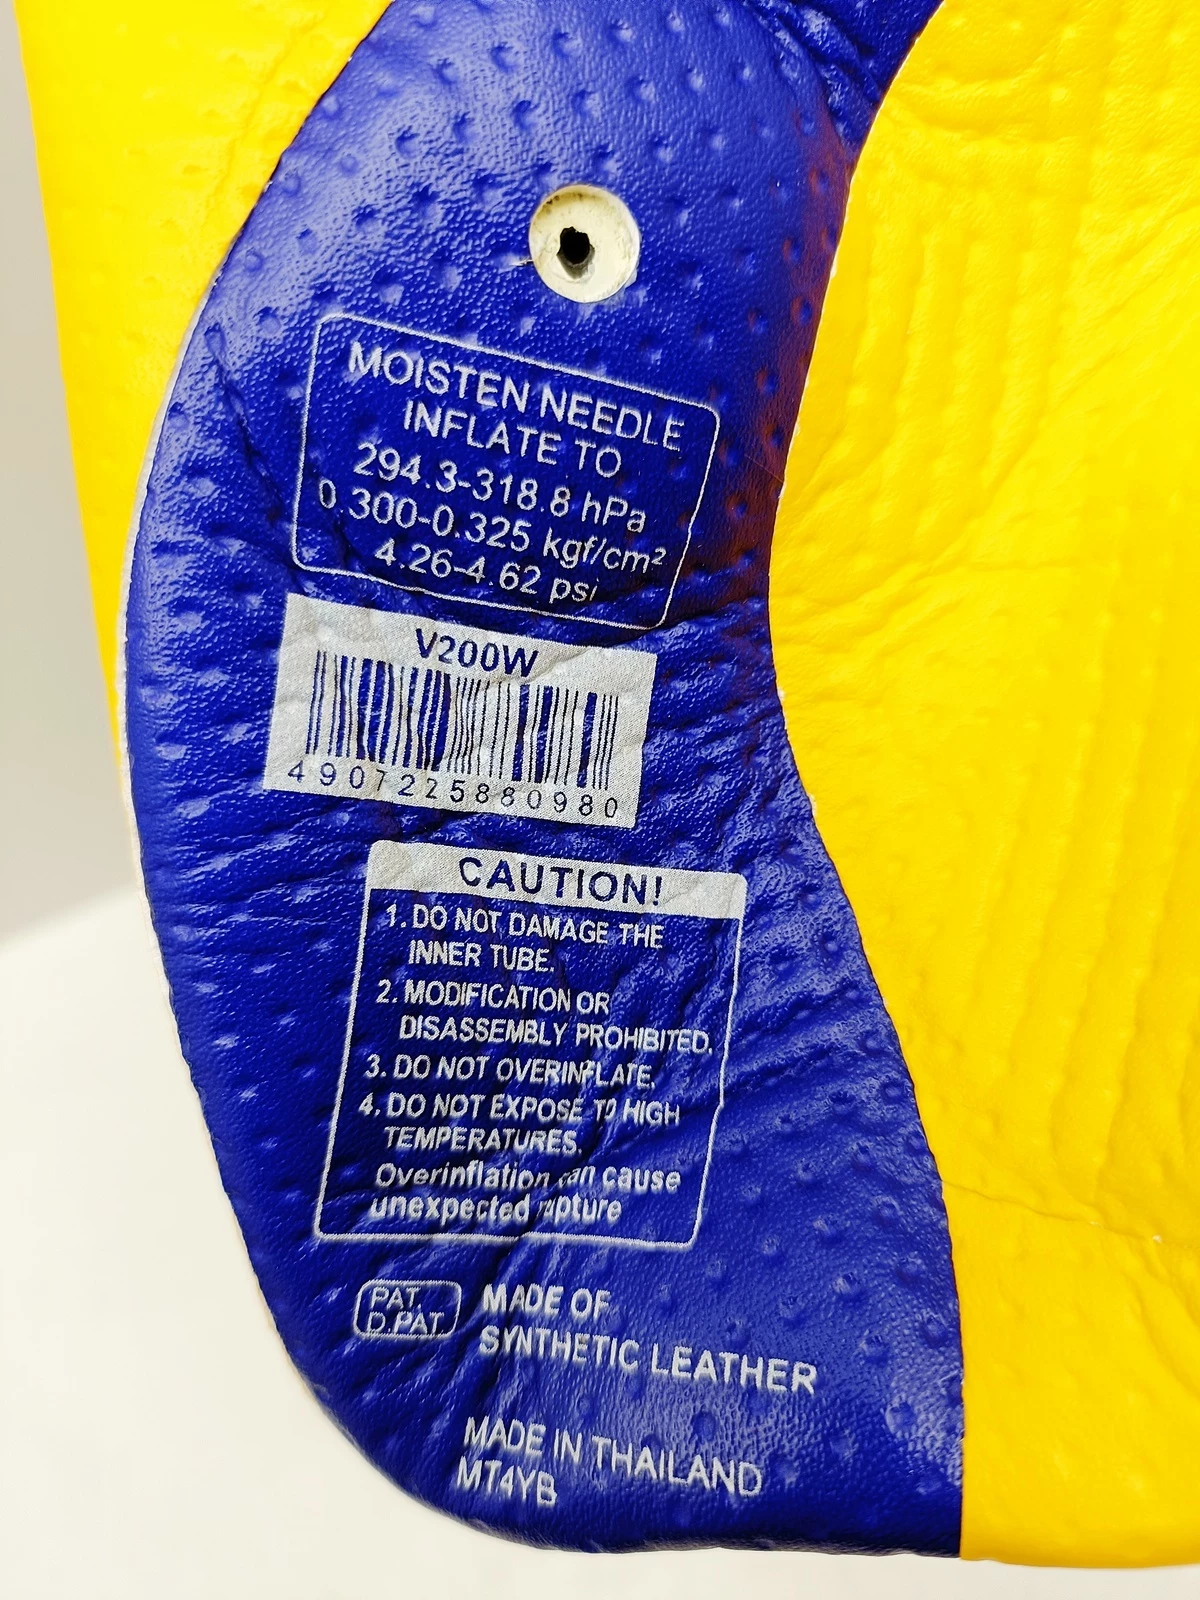 MOISTEN NEEDLE
INFLATE TO
294.3-318.8 hPa
0.300-0.325 kgf/cm²
4.26-4.62 psi
V200W
4907225880980
CAUTION!
1. DO NOT DAMAGE THE
INNER TUBE.
2. MODIFICATION OR
DISASSEMBLY PROHIBITED.
3. DO NOT OVERINFLATE.
4. DO NOT EXPOSE TO HIGH
TEMPERATURES.
Overinflation can cause
unexpected rupture
PAT.
D.PAT.
MADE OF
SYNTHETIC LEATHER
MADE IN THAILAND
MT4YB